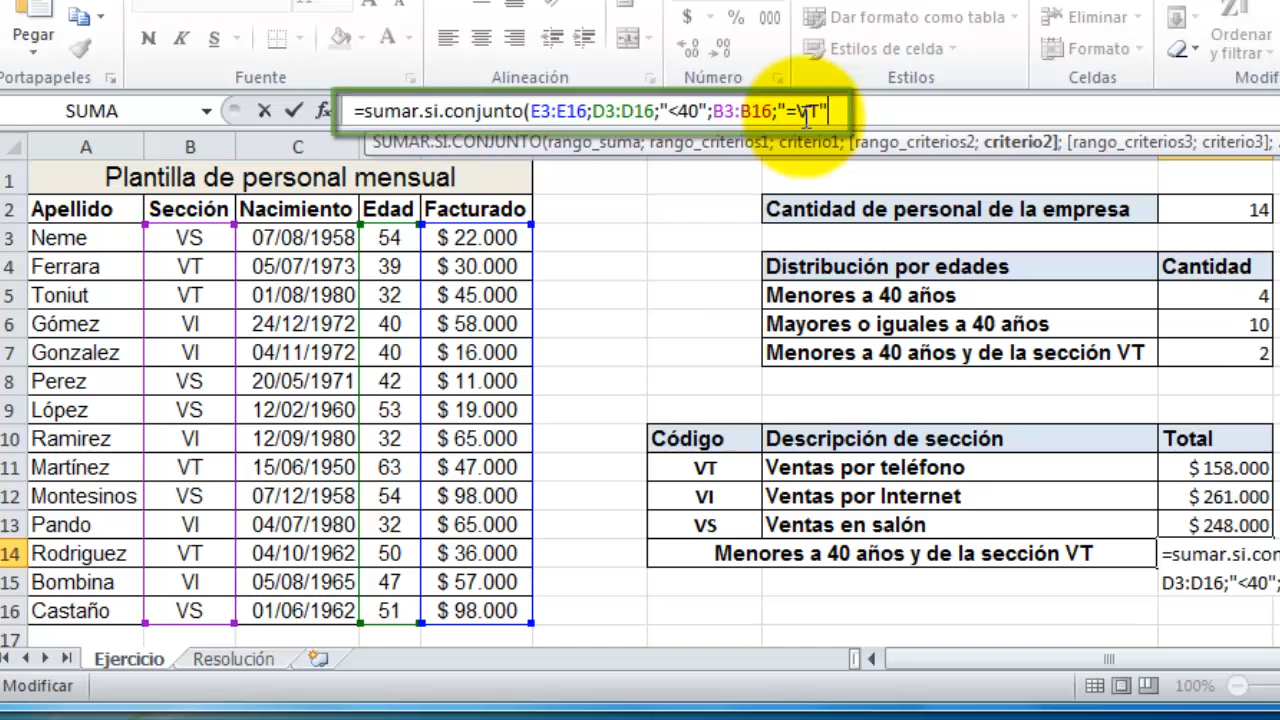 $ % 000 Dar formato como tabla Eliminar
Pegar N K S A Estilos de celda Formato Ordenar
y filtrar
Portapapeles Fuente Alineación Número Estilos Celdas Modif
SUMA fx =sumar.si.conjunto(E3:E16;D3:D16;"<40";B3:B16;"=VT"
SUMAR.SI.CONJUNTO(rango_suma; rango_criterios1; criterio1; [rango_criterios2; criterio2]; [rango_criterios3; criterio3];
A B C
1 Plantilla de personal mensual
2 Apellido Sección Nacimiento Edad Facturado Cantidad de personal de la empresa 14
3 Neme VS 07/08/1958 54 $ 22.000
4 Ferrara VT 05/07/1973 39 $ 30.000 Distribución por edades Cantidad
5 Toniut VT 01/08/1980 32 $ 45.000 Menores a 40 años 4
6 Gómez VI 24/12/1972 40 $ 58.000 Mayores o iguales a 40 años 10
7 Gonzalez VI 04/11/1972 40 $ 16.000 Menores a 40 años y de la sección VT 2
8 Perez VS 20/05/1971 42 $ 11.000
9 López VS 12/02/1960 53 $ 19.000
10 Ramirez VI 12/09/1980 32 $ 65.000 Código Descripción de sección Total
11 Martínez VT 15/06/1950 63 $ 47.000 VT Ventas por teléfono $ 158.000
12 Montesinos VS 07/12/1958 54 $ 98.000 VI Ventas por Internet $ 261.000
13 Pando VI 04/07/1980 32 $ 65.000 VS Ventas en salón $ 248.000
14 Rodriguez VT 04/10/1962 50 $ 36.000 Menores a 40 años y de la sección VT =sumar.si.con
15 Bombina VI 05/08/1965 47 $ 57.000 D3:D16;"<40";
16 Castaño VS 01/06/1962 51 $ 98.000
17
Ejercicio Resolución
Modificar 100%